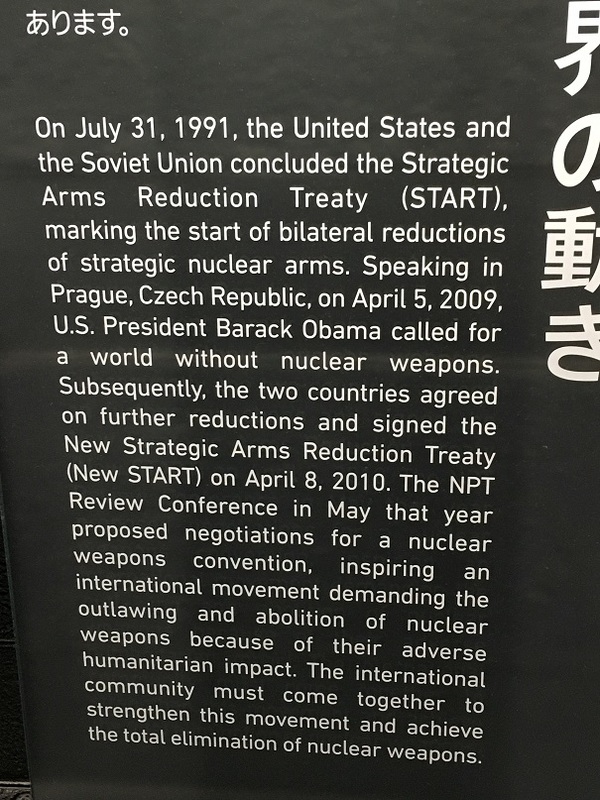 あります。
界の動き
On July 31, 1991, the United States and
the Soviet Union concluded the Strategic
Arms Reduction Treaty (START),
marking the start of bilateral reductions
of strategic nuclear arms. Speaking in
Prague, Czech Republic, on April 5, 2009,
U.S. President Barack Obama called for
a world without nuclear weapons.
Subsequently, the two countries agreed
on further reductions and signed the
New Strategic Arms Reduction Treaty
(New START) on April 8, 2010. The NPT
Review Conference in May that year
proposed negotiations for a nuclear
weapons convention, inspiring an
international movement demanding the
outlawing and abolition of nuclear
weapons because of their adverse
humanitarian impact. The international
community must come together to
strengthen this movement and achieve
the total elimination of nuclear weapons.